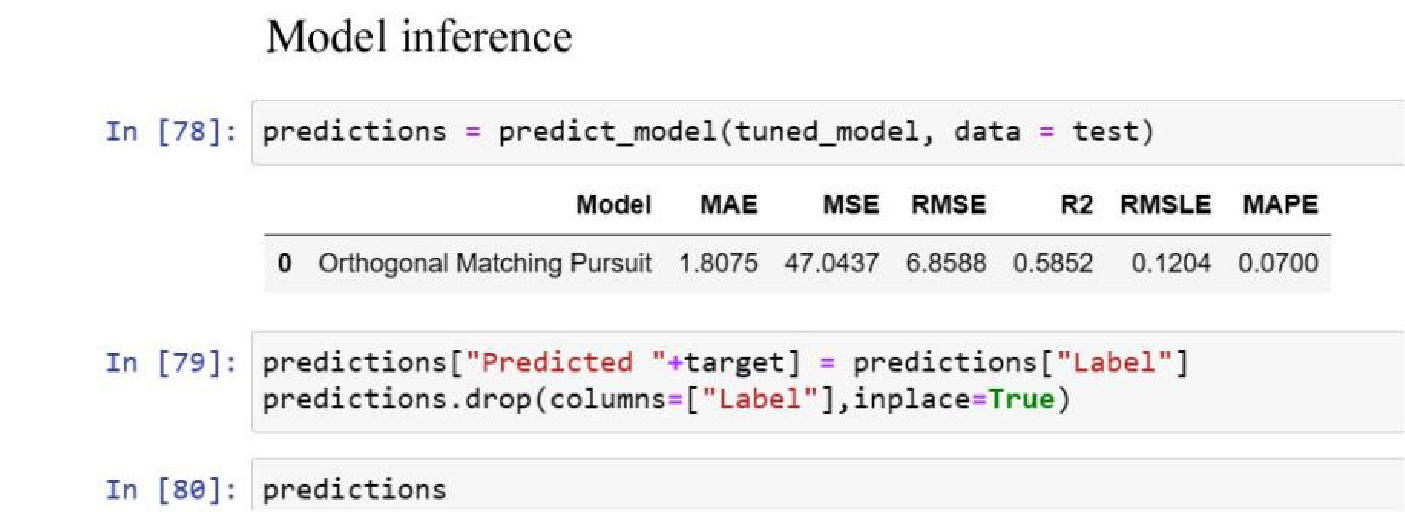 Model inference
In [78]: predictions = predict_model(tuned_model, data = test)
Model MAE MSE RMSE R2 RMSLE MAPE
0 Orthogonal Matching Pursuit 1.8075 47.0437 6.8588 0.5852 0.1204 0.0700
In [79]: predictions["Predicted "+target] = predictions["Label"]
predictions.drop(columns=["Label"],inplace=True)
In [80]: predictions